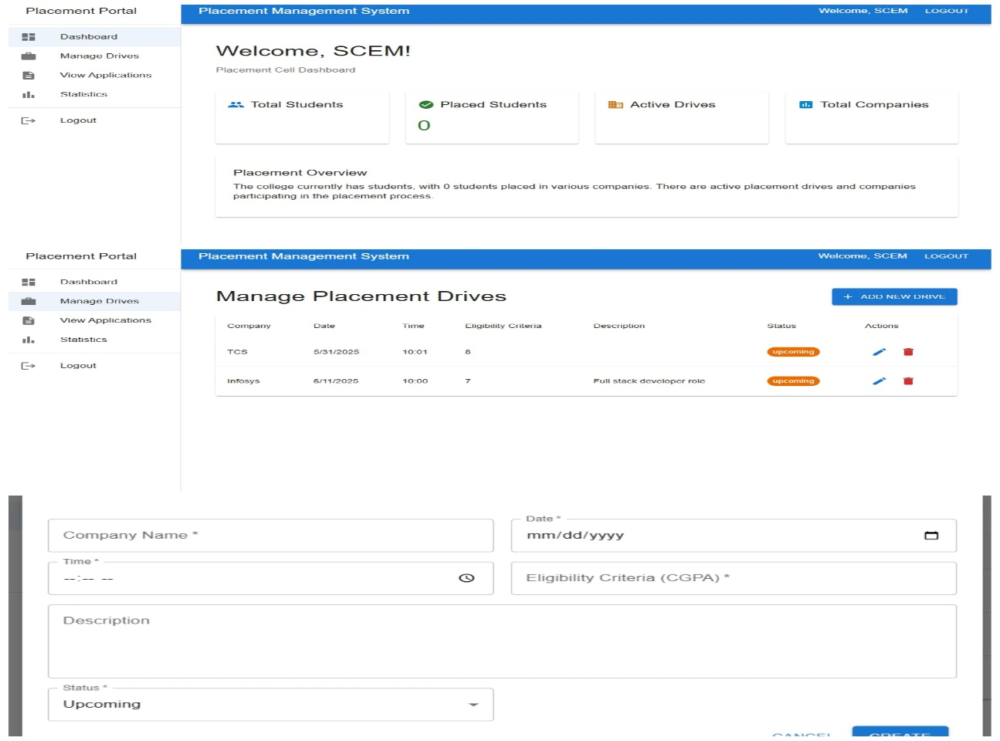 Placement Portal
Placement Management System
Welcome, SCEM LOGOUT
Dashboard
Manage Drives
View Applications
Statistics
Logout
Welcome, SCEM!
Placement Cell Dashboard
Total Students
Placed Students
0
Active Drives
Total Companies
Placement Overview
The college currently has students, with 0 students placed in various companies. There are active placement drives and companies
participating in the placement process.
Placement Portal
Placement Management System
Welcome, SCEM LOGOUT
Dashboard
Manage Drives
View Applications
Statistics
Logout
Manage Placement Drives
+ ADD NEW DRIVE
Company Date Time Eligibility Criteria Description Status Actions
TCS 5/31/2025 10:01 8 upcoming
Infosys 6/11/2025 10:00 7 Full stack developer role upcoming
Company Name *
Date *
mm/dd/yyyy
Time *
--:-- --
Eligibility Criteria (CGPA) *
Description
Status *
Upcoming
CANCEL CREATE